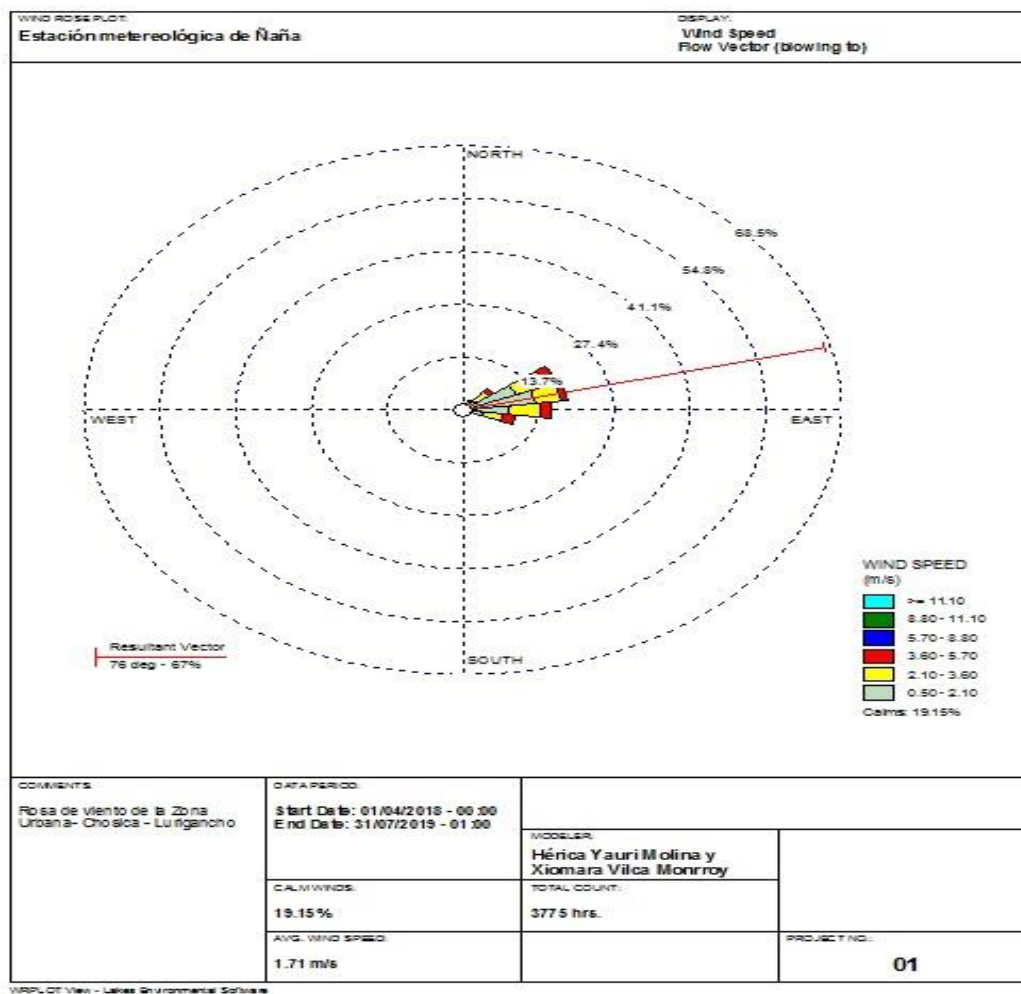 WIND ROSE PLOT:
Estación metereológica de Ñaña
DISPLAY:
Wind Speed
Flow Vector (blowing to)
NORTH
68.5%
54.8%
41.1%
27.4%
13.7%
WEST
EAST
SOUTH
Resultant Vector
76 deg - 67%
WIND SPEED
(m/s)
>= 11.10
8.80 - 11.10
5.70 - 8.80
3.60 - 5.70
2.10 - 3.60
0.50 - 2.10
Calms: 19.15%
COMMENTS:
Rosa de viento de la Zona
Urbana- Chosica - Lurigancho
DATA PERIOD:
Start Date: 01/04/2018 - 00:00
End Date: 31/07/2019 - 01:00
MODELER:
Hérica Yauri Molina y
Xiomara Vilca Monrroy
CALM WINDS:
19.15%
TOTAL COUNT:
3775 hrs.
AVG. WIND SPEED:
1.71 m/s
PROJECT NO.:
01
WRPLOT View - Lakes Environmental Software